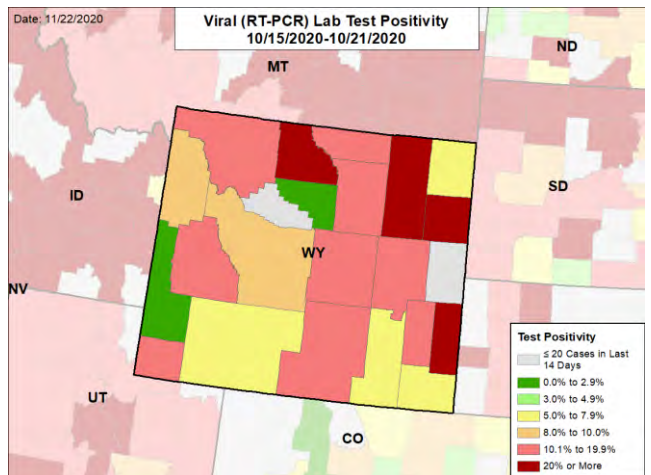 Date: 11/22/2020
Viral (RT-PCR) Lab Test Positivity
10/15/2020-10/21/2020
MT
ND
ID
SD
WY
NV
UT
CO
Test Positivity
≤ 20 Cases in Last
14 Days
0.0% to 2.9%
3.0% to 4.9%
5.0% to 7.9%
8.0% to 10.0%
10.1% to 19.9%
20% or More